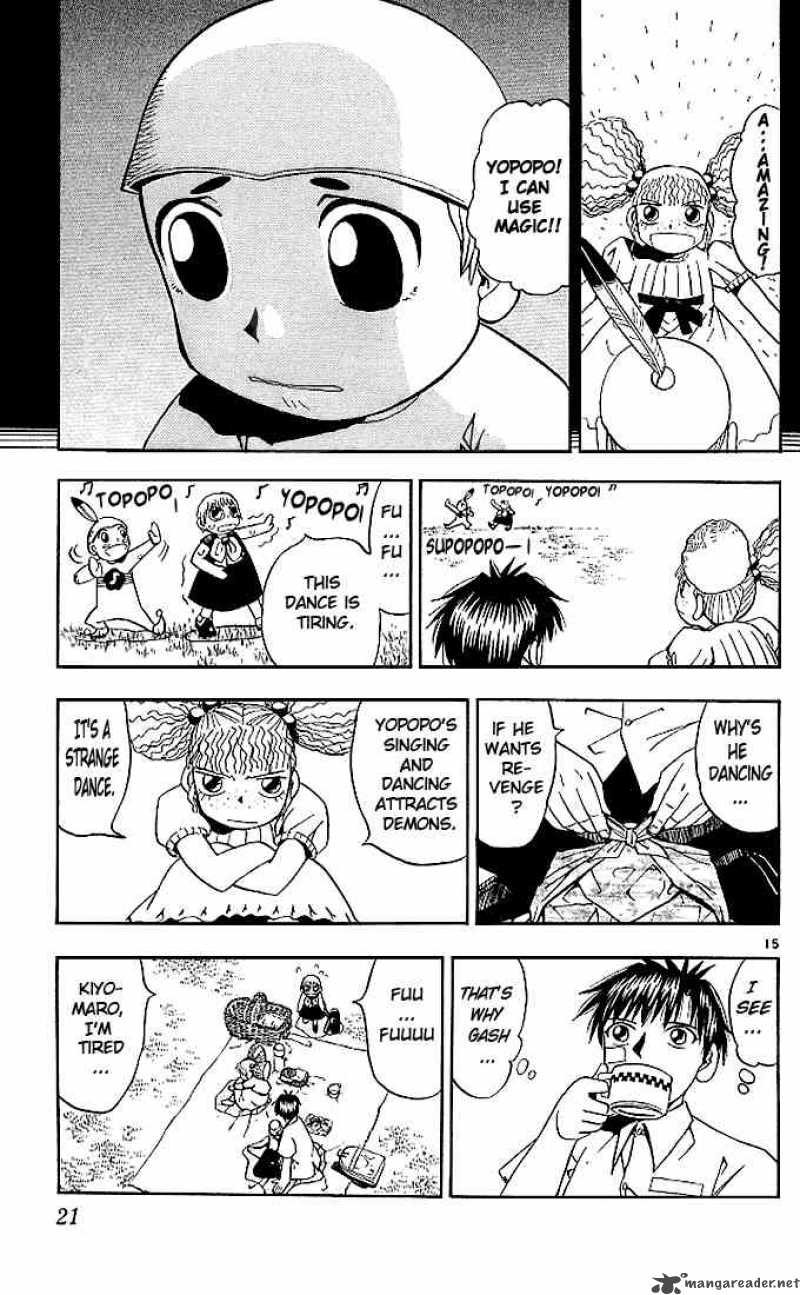 A...AMAZING!
YOPOPO!
I CAN
USE
MAGIC!!
TOPOPO! YOPOPO!
SUPOPOPO—!
FU
...
FU
...
YOPOPO!
TOPOPO!
THIS
DANCE IS
TIRING.
WHY'S
HE
DANCING
...
IF HE
WANTS
RE-
VENGE
?
YOPOPO'S
SINGING
AND
DANCING
ATTRACTS
DEMONS.
IT'S A
STRANGE
DANCE.
15
I
SEE
...
THAT'S
WHY
GASH
...
FUU
...
FUUUU
KIYO-
MARO,
I'M
TIRED
...
21
mangareader.net